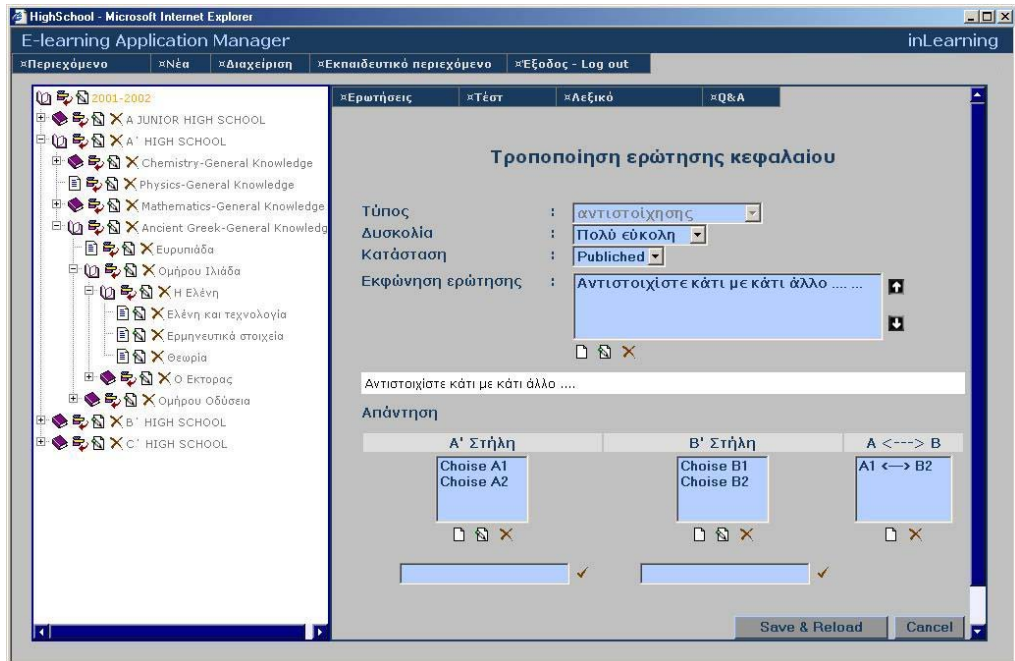 HighSchool - Microsoft Internet Explorer
E-learning Application Manager
inLearning
¤Περιεχόμενο ¤Νέα ¤Διαχείριση ¤Εκπαιδευτικό περιεχόμενο ¤Έξοδος - Log out
2001-2002
A JUNIOR HIGH SCHOOL
A' HIGH SCHOOL
Chemistry-General Knowledge
Physics-General Knowledge
Mathematics-General Knowledge
Ancient Greek-General Knowledg
Ευρυπιάδα
Ομήρου Ιλιάδα
Η Ελένη
Ελένη και τεχνολογία
Ερμηνευτικά στοιχεία
Θεωρία
Ο Εκτορας
Ομήρου Οδύσεια
B' HIGH SCHOOL
C' HIGH SCHOOL
¤Ερωτήσεις ¤Τέστ ¤Λεξικό ¤Q&A
Τροποποίηση ερώτησης κεφαλαίου
Τύπος : αντιστοίχησης
Δυσκολία : Πολύ εύκολη
Κατάσταση : Publiched
Εκφώνηση ερώτησης : Αντιστοιχίστε κάτι με κάτι άλλο .... ...
Αντιστοιχίστε κάτι με κάτι άλλο ....
Απάντηση
Α' Στήλη Β' Στήλη A <---> B
Choise A1
Choise A2
Choise B1
Choise B2
A1 <--> B2
Save & Reload Cancel